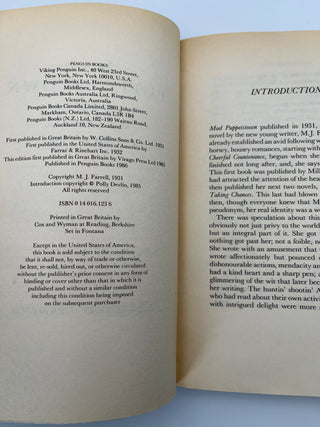 PENGUIN BOOKS
Viking Penguin Inc., 40 West 23rd Street,
New York, New York 10010, U.S.A.
Penguin Books Ltd, Harmondsworth,
Middlesex, England
Penguin Books Australia Ltd, Ringwood,
Victoria, Australia
Penguin Books Canada Limited, 2801 John Street,
Markham, Ontario, Canada L3R 1B4
Penguin Books (N.Z.) Ltd, 182-190 Wairau Road,
Auckland 10, New Zealand
First published in Great Britain by W. Collins Sons & Co. Ltd, 1931
First published in the United States of America by
Farrar & Rinehart Inc. 1932
This edition first published in Great Britain by Virago Press Ltd 1985
Published in Penguin Books 1986
Copyright M. J. Farrell, 1931
Introduction copyright © Polly Devlin, 1985
All rights reserved
ISBN 0 14 016.123 6
Printed in Great Britain by
Cox and Wyman at Reading, Berkshire
Set in Fontana
Except in the United States of America,
this book is sold subject to the condition
that it shall not, by way of trade or otherwise,
be lent, re-sold, hired out, or otherwise circulated
without the publisher's prior consent in any form of
binding or cover other than that in which it is
published and without a similar condition
including this condition being imposed
on the subsequent purchaser
INTRODUCTION
Mad Puppetstown published in 1931,
novel by the new young writer, M.J. F
already established an avid following w
horsey, housey romances, starting with
Cheerful Countenance, begun when she
finished not long after, and, she
This first book was published by Mill
had attracted the attention of the hea
then published her next two novels,
Taking Chances. This last had blown
then, though everyone knew that M
pseudonym, her real identity was a w
There was speculation about this
obviously not just privy to the world
but an integral part of it. She got
nothing got past her; not a foible, n
She wrote with an amusement that
wrote affectionately but pounced
dishonourable actions, mendacity an
had a kind heart and a sharp pen; a
glimmering of the wit that later bec
her writing. The huntin' shootin' A
who had read about their own activi
with intrigued delight were more